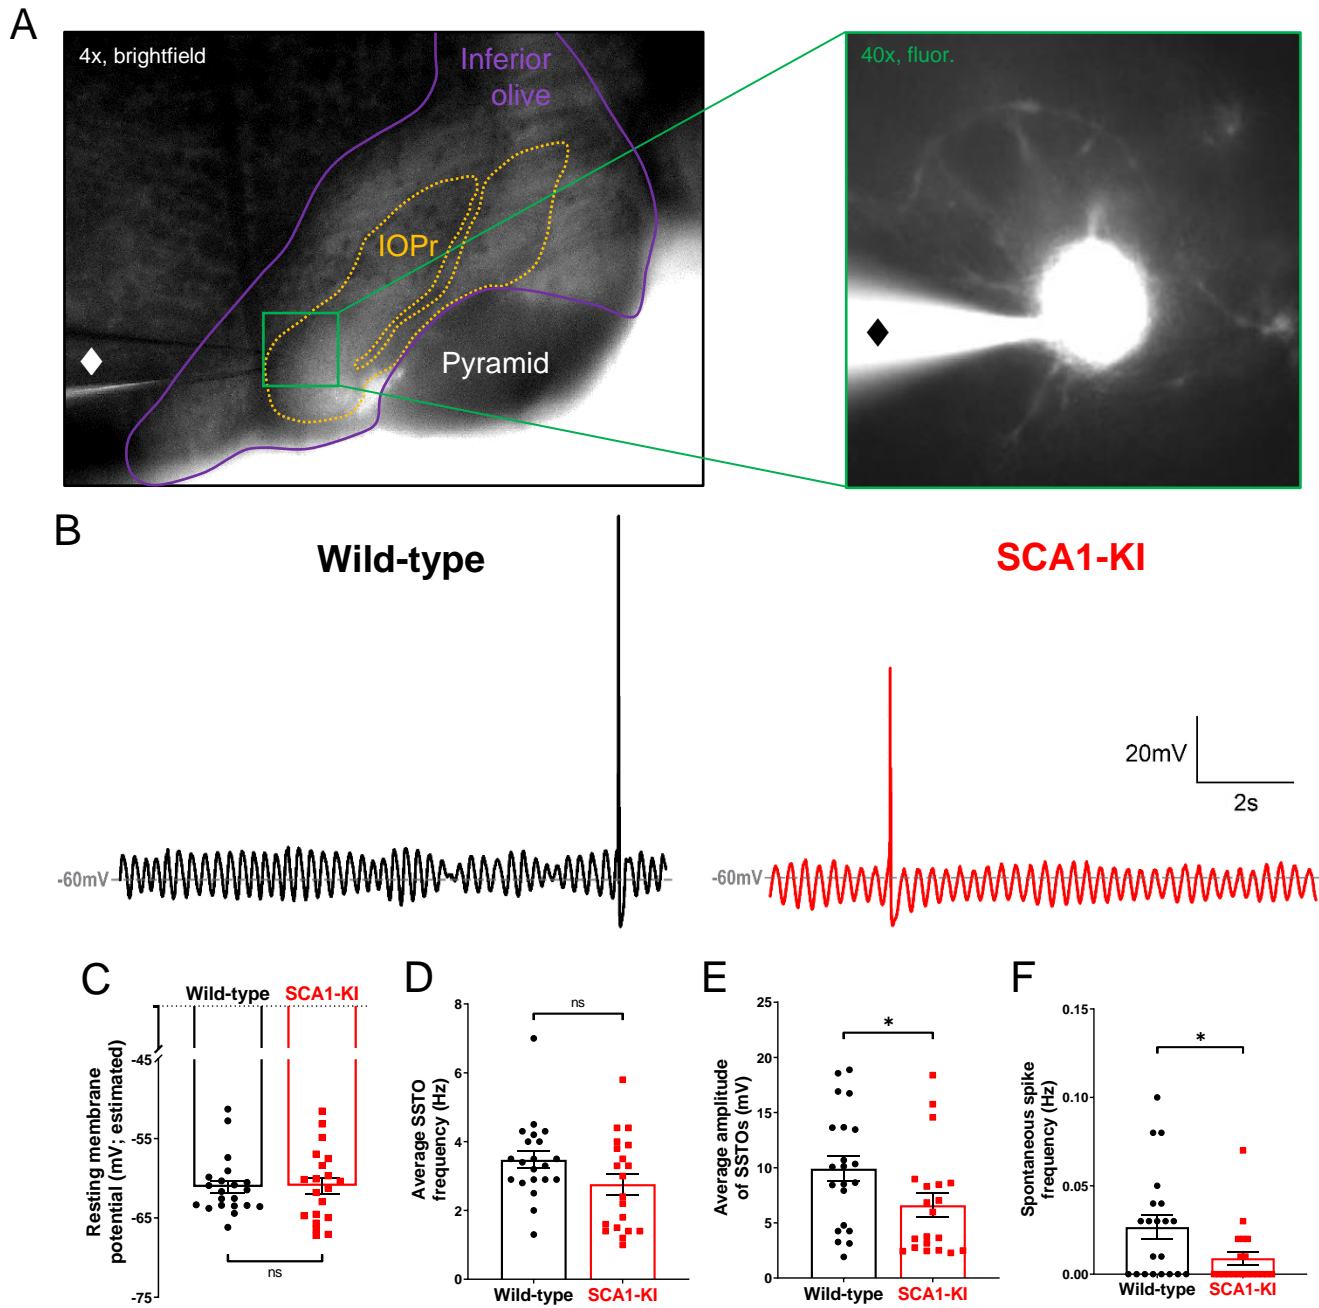 A
4x, brightfield
Inferior
olive
IOPr
Pyramid
40x, fluor.
B
Wild-type
SCA1-KI
20mV
2s
-60mV
-60mV
C
Wild-type
SCA1-KI
Resting membrane
potential (mV; estimated)
-45
-55
-65
-75
ns
D
Average SSTO
frequency (Hz)
8
6
4
2
0
ns
Wild-type
SCA1-KI
E
Average amplitude
of SSTOs (mV)
25
20
15
10
5
0
*
Wild-type
SCA1-KI
F
Spontaneous spike
frequency (Hz)
0.15
0.10
0.05
0.00
*
Wild-type
SCA1-KI